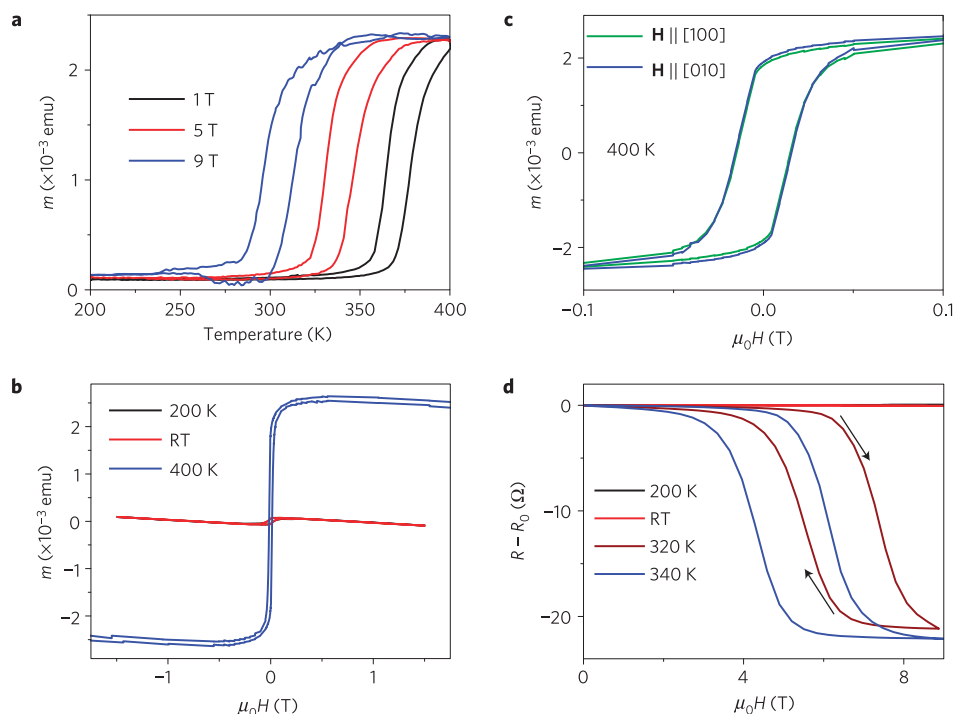 a
m (×10⁻³ emu)
2
1
0
1 T
5 T
9 T
200
250
300
350
400
Temperature (K)
c
m (×10⁻³ emu)
2
0
−2
H || [100]
H || [010]
400 K
−0.1
0.0
0.1
μ₀H (T)
b
m (×10⁻³ emu)
2
1
0
−1
−2
200 K
RT
400 K
−1
0
1
μ₀H (T)
d
R − R₀ (Ω)
0
−10
−20
200 K
RT
320 K
340 K
0
4
8
μ₀H (T)